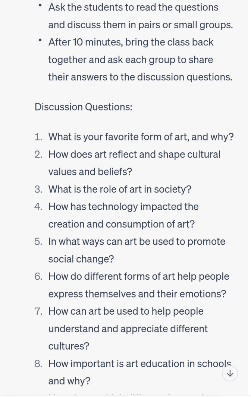 • Ask the students to read the questions
and discuss them in pairs or small groups.
• After 10 minutes, bring the class back
together and ask each group to share
their answers to the discussion questions.
Discussion Questions:
1. What is your favorite form of art, and why?
2. How does art reflect and shape cultural
values and beliefs?
3. What is the role of art in society?
4. How has technology impacted the
creation and consumption of art?
5. In what ways can art be used to promote
social change?
6. How do different forms of art help people
express themselves and their emotions?
7. How can art be used to help people
understand and appreciate different
cultures?
8. How important is art education in schools,
and why?